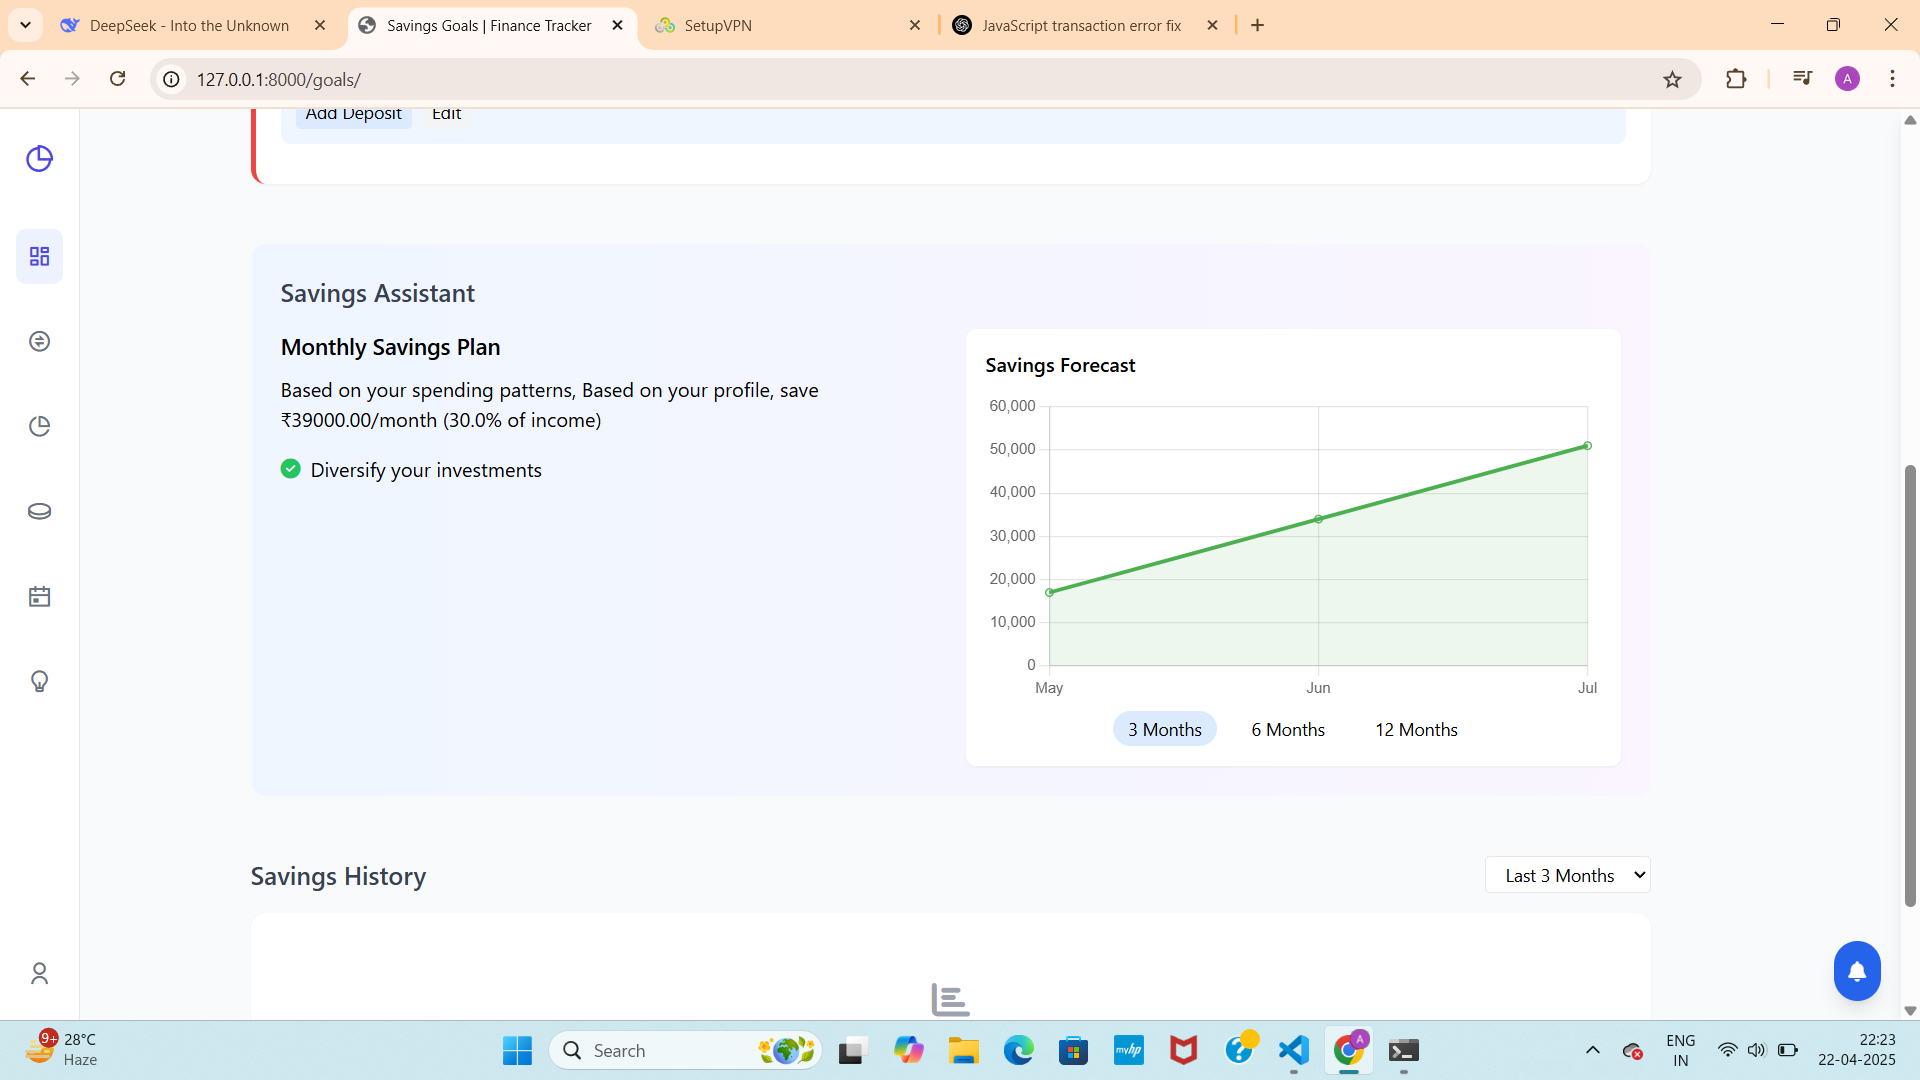 DeepSeek - Into the Unknown
Savings Goals | Finance Tracker
SetupVPN
JavaScript transaction error fix
127.0.0.1:8000/goals/
A
Add Deposit
Edit
Savings Assistant
Monthly Savings Plan
Based on your spending patterns, Based on your profile, save
₹39000.00/month (30.0% of income)
Diversify your investments
Savings Forecast
60,000
50,000
40,000
30,000
20,000
10,000
0
May
Jun
Jul
3 Months
6 Months
12 Months
Savings History
Last 3 Months
9+
28°C
Haze
Search
myhp
A
ENG
IN
22:23
22-04-2025